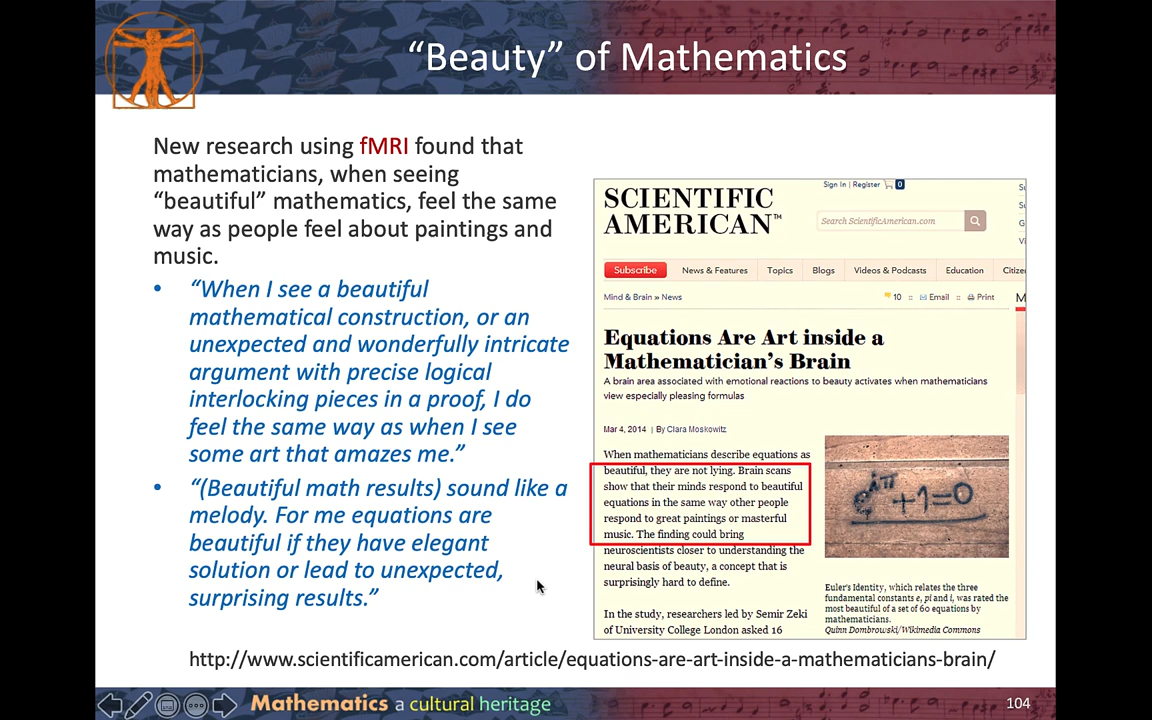 “Beauty” of Mathematics
New research using fMRI found that
mathematicians, when seeing
“beautiful” mathematics, feel the same
way as people feel about paintings and
music.
• “When I see a beautiful
mathematical construction, or an
unexpected and wonderfully intricate
argument with precise logical
interlocking pieces in a proof, I do
feel the same way as when I see
some art that amazes me.”
• “(Beautiful math results) sound like a
melody. For me equations are
beautiful if they have elegant
solution or lead to unexpected,
surprising results.”
Sign In | Register 0
SCIENTIFIC
AMERICAN™
Search ScientificAmerican.com
Subscribe News & Features Topics Blogs Videos & Podcasts Education Citizen
Mind & Brain » News 10 :: Email :: Print
Equations Are Art inside a
Mathematician’s Brain
A brain area associated with emotional reactions to beauty activates when mathematicians
view especially pleasing formulas
Mar 4, 2014 | By Clara Moskowitz
When mathematicians describe equations as
beautiful, they are not lying. Brain scans
show that their minds respond to beautiful
equations in the same way other people
respond to great paintings or masterful
music. The finding could bring
neuroscientists closer to understanding the
neural basis of beauty, a concept that is
surprisingly hard to define.
In the study, researchers led by Semir Zeki
of University College London asked 16
e^iπ+1=0
Euler's Identity, which relates the three
fundamental constants e, pi and i, was rated the
most beautiful of a set of 60 equations by
mathematicians.
Quinn Dombrowski/Wikimedia Commons
http://www.scientificamerican.com/article/equations-are-art-inside-a-mathematicians-brain/
Mathematics a cultural heritage
104